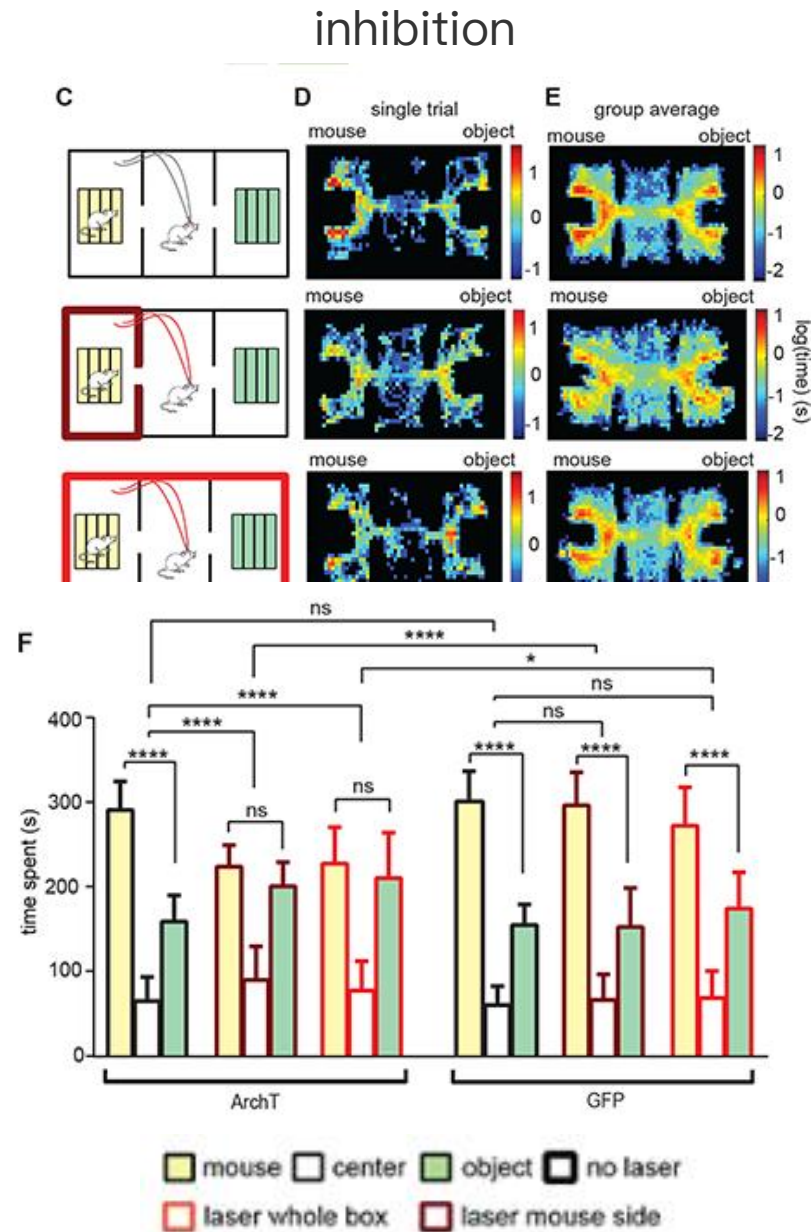 inhibition
C
D
E
single trial
group average
mouse object
mouse object
1
0
-1
1
0
-1
-2
mouse object
mouse object
1
0
-1
1
0
-1
-2
log(time) (s)
mouse object
mouse object
1
0
1
0
-1
F
ns
****
*
****
ns
****
ns
****
ns
ns
****
****
****
time spent (s)
400
300
200
100
0
ArchT
GFP
mouse center object no laser
laser whole box laser mouse side